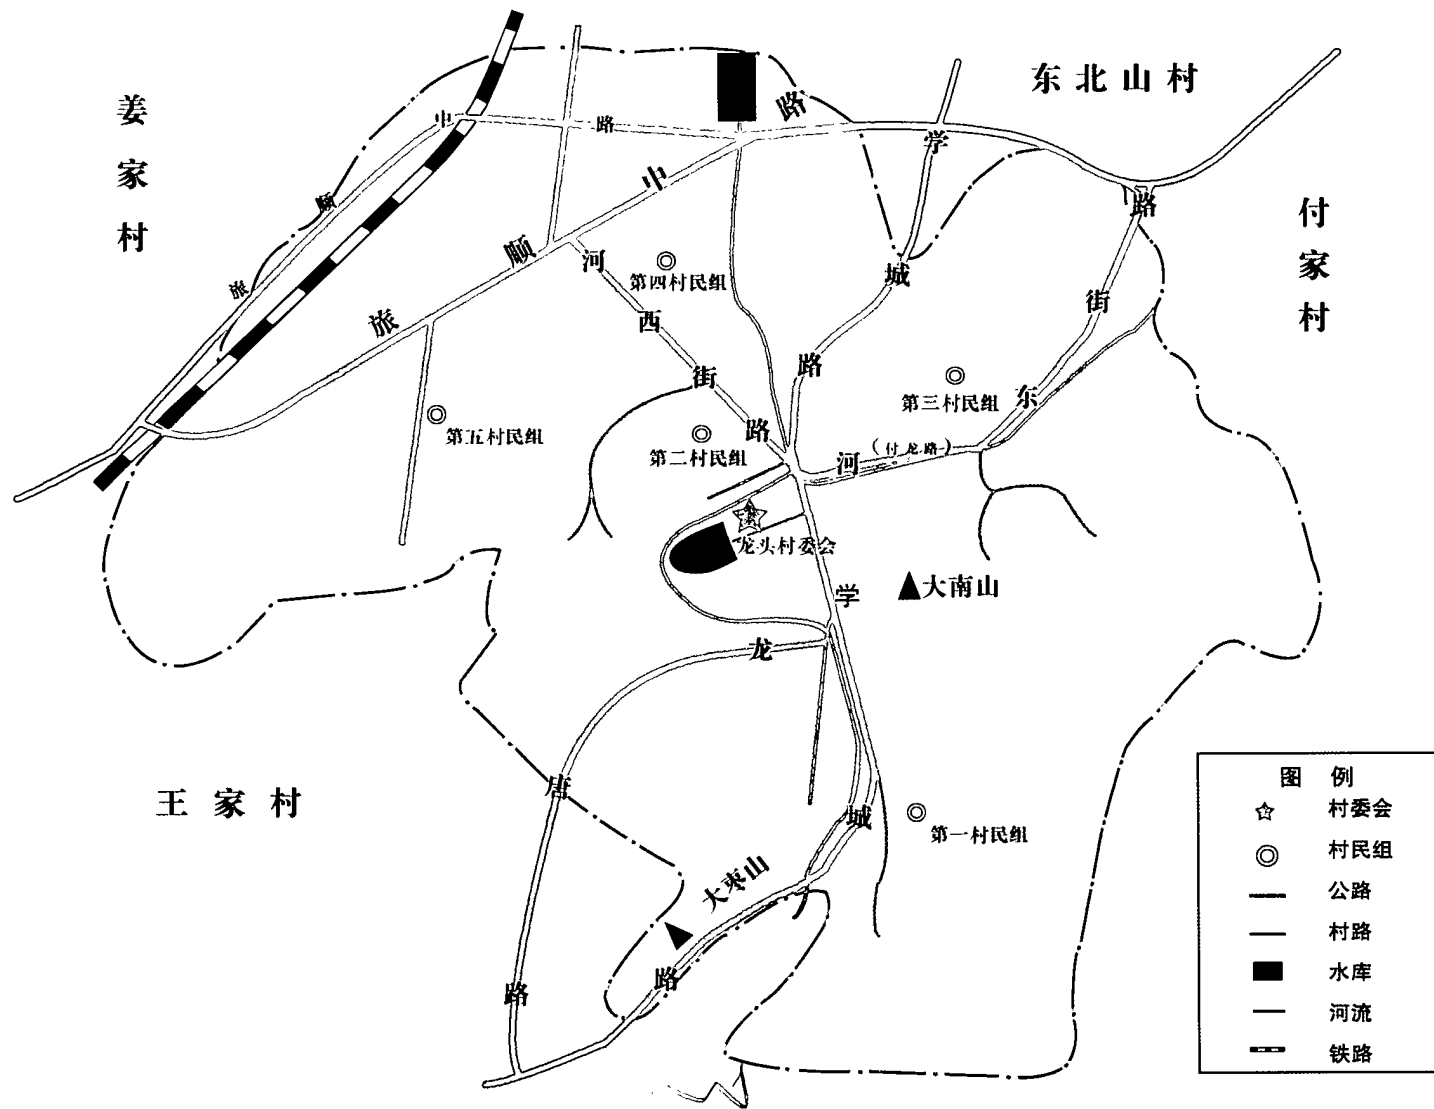 东北山村
姜家村
付家村
王家村
旅顺中路
旅顺中路
学城路
河西街路
河东街路
(付龙路)
第四村民组
第三村民组
第五村民组
第二村民组
龙头村委会
大南山
学城路
唐龙路
第一村民组
大枣山
图例
村委会
村民组
公路
村路
水库
河流
铁路